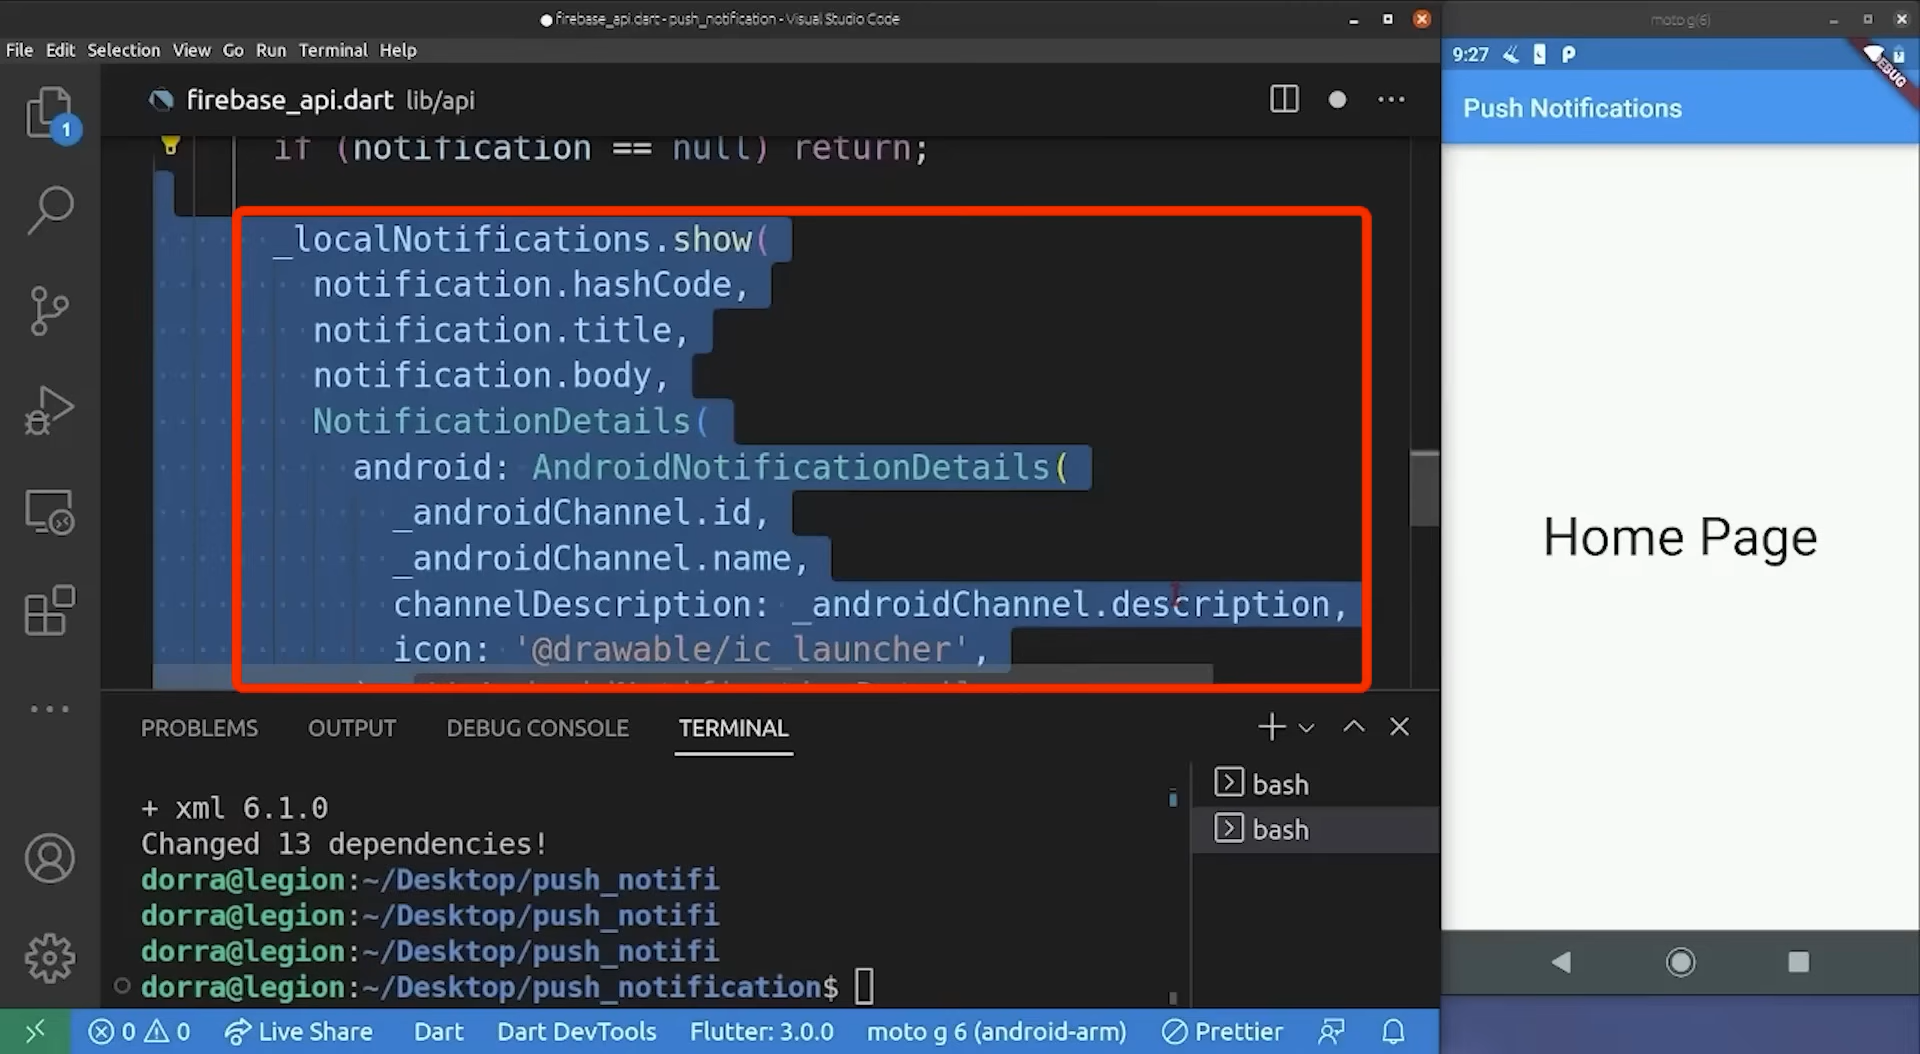 firebase_api.dart - push_notification - Visual Studio Code
File Edit Selection View Go Run Terminal Help
firebase_api.dart lib/api
1
if (notification == null) return;
_localNotifications.show(
notification.hashCode,
notification.title,
notification.body,
NotificationDetails(
android: AndroidNotificationDetails(
_androidChannel.id,
_androidChannel.name,
channelDescription: _androidChannel.description,
icon: '@drawable/ic_launcher',
PROBLEMS OUTPUT DEBUG CONSOLE TERMINAL
+ xml 6.1.0
Changed 13 dependencies!
dorra@legion:~/Desktop/push_notifi
dorra@legion:~/Desktop/push_notifi
dorra@legion:~/Desktop/push_notifi
dorra@legion:~/Desktop/push_notification$
bash
bash
0 0 Live Share Dart Dart DevTools Flutter: 3.0.0 moto g 6 (android-arm) Prettier
moto g(6)
9:27
DEBUG
Push Notifications
Home Page